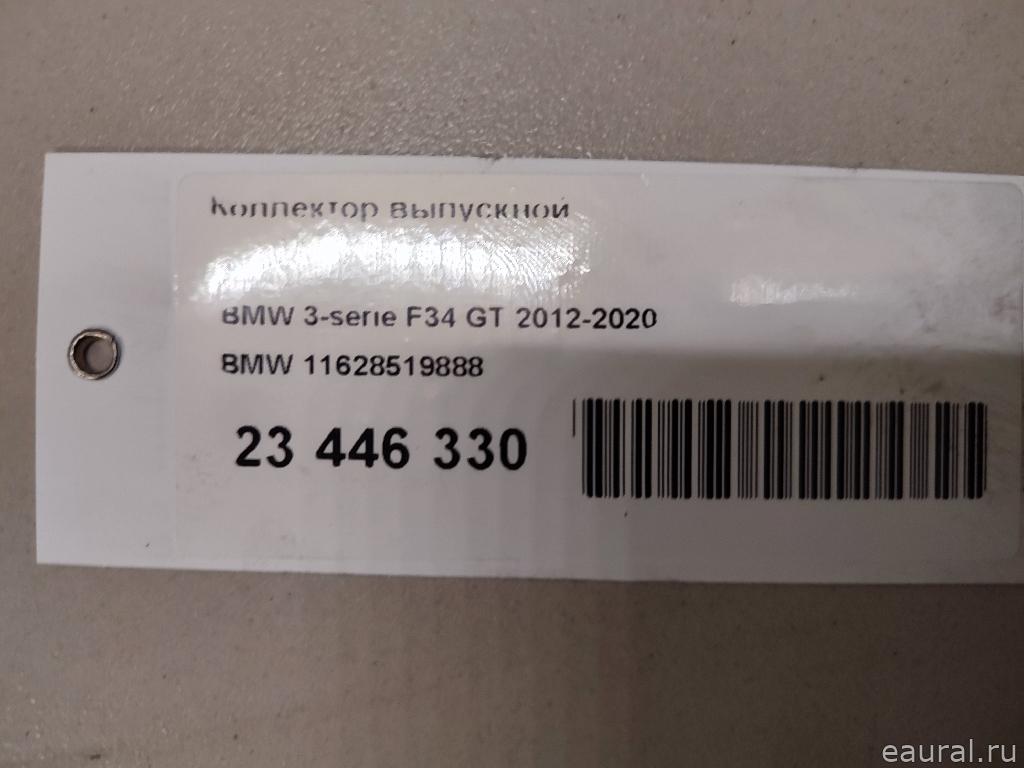 Коллектор выпускной
BMW 3-serie F34 GT 2012-2020
BMW 11628519888
23 446 330
eaural.ru